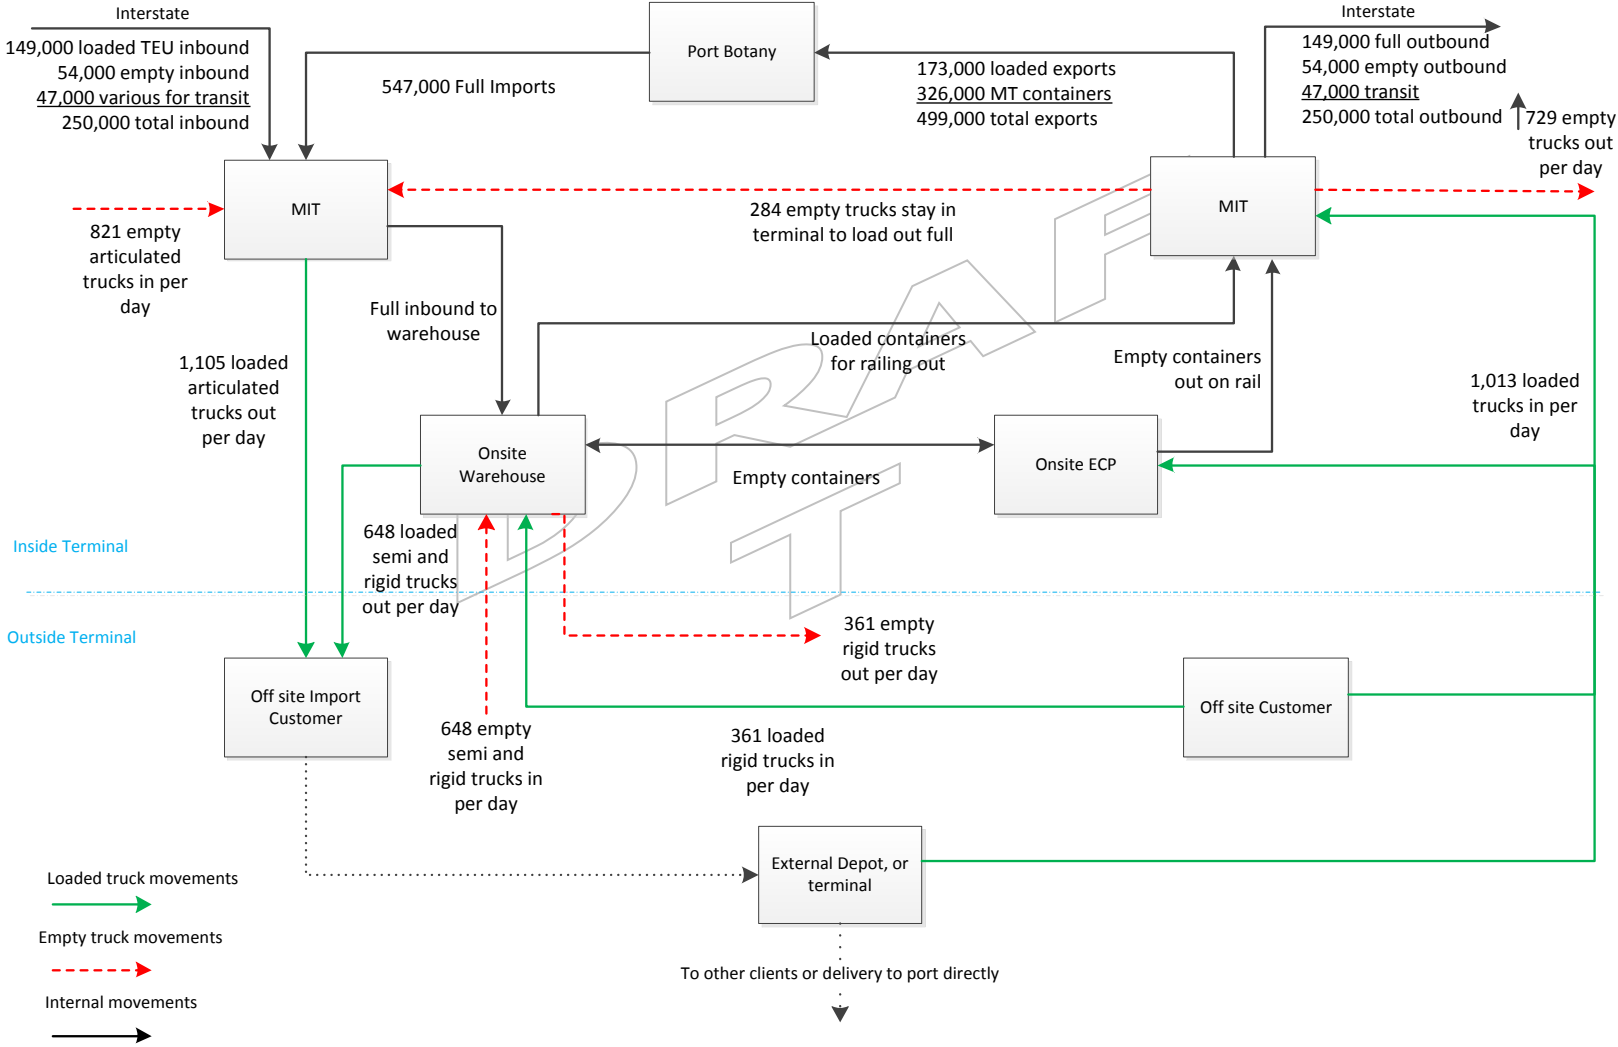 Interstate
149,000 loaded TEU inbound
54,000 empty inbound
47,000 various for transit
250,000 total inbound
547,000 Full Imports
Port Botany
173,000 loaded exports
326,000 MT containers
499,000 total exports
Interstate
149,000 full outbound
54,000 empty outbound
47,000 transit
250,000 total outbound
729 empty
trucks out
per day
MIT
MIT
821 empty
articulated
trucks in per
day
284 empty trucks stay in
terminal to load out full
Full inbound to
warehouse
1,105 loaded
articulated
trucks out
per day
Loaded containers
for railing out
Empty containers
out on rail
1,013 loaded
trucks in per
day
Onsite
Warehouse
Empty containers
Onsite ECP
DRAFT
648 loaded
semi and
rigid trucks
out per day
Inside Terminal
Outside Terminal
361 empty
rigid trucks
out per day
Off site Import
Customer
648 empty
semi and
rigid trucks in
per day
361 loaded
rigid trucks in
per day
Off site Customer
External Depot, or
terminal
To other clients or delivery to port directly
Loaded truck movements
Empty truck movements
Internal movements